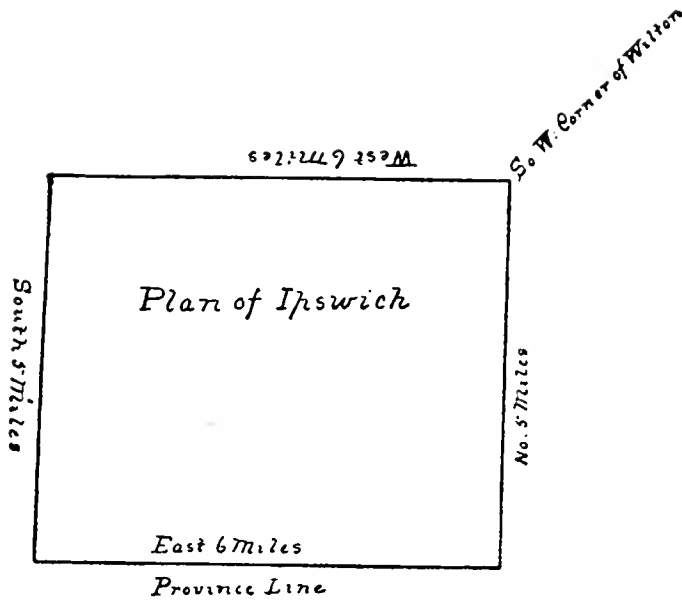 West 6 Miles
So. W. Corner of Wilton
Plan of Ipswich
South 5 Miles
No. 5 Miles
East 6 Miles
Province Line